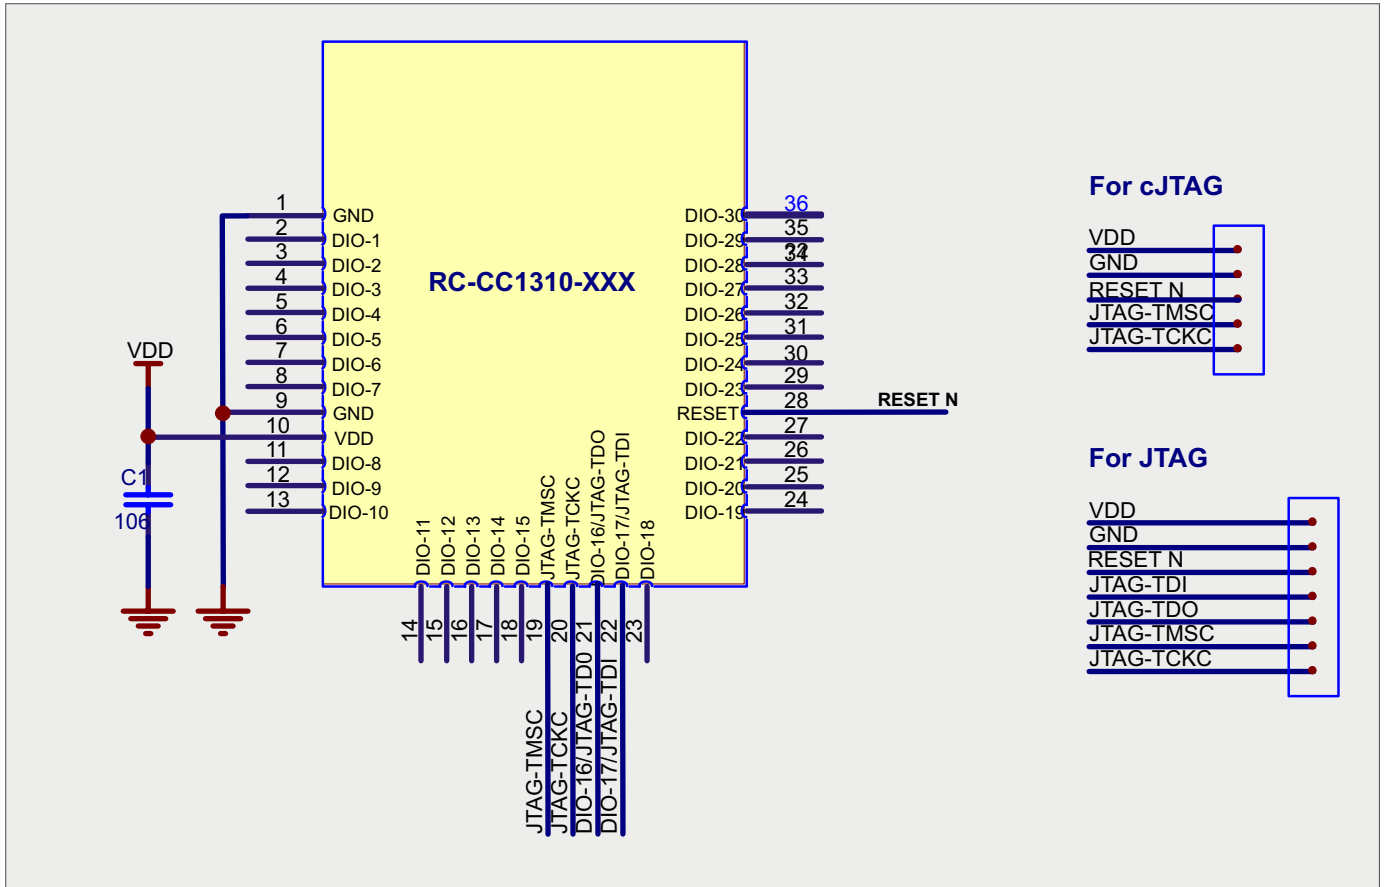 For cJTAG
VDD
GND
RESET N
JTAG-TMSC
JTAG-TCKC
For JTAG
VDD
GND
RESET N
JTAG-TDI
JTAG-TDO
JTAG-TMSC
JTAG-TCKC
RC-CC1310-XXX
1 GND
2 DIO-1
3 DIO-2
4 DIO-3
5 DIO-4
6 DIO-5
7 DIO-6
8 DIO-7
9 GND
10 VDD
11 DIO-8
12 DIO-9
13 DIO-10
VDD
C1
106
DIO-11 14
DIO-12 15
DIO-13 16
DIO-14 17
DIO-15 18
JTAG-TMSC 19
JTAG-TCKC 20
DIO-16/JTAG-TDO 21
DIO-17/JTAG-TDI 22
DIO-18 23
JTAG-TMSC
JTAG-TCKC
DIO-16/JTAG-TD0
DIO-17/JTAG-TDI
DIO-30 36
DIO-29 35
DIO-28 34
DIO-27 33
DIO-26 32
DIO-25 31
DIO-24 30
DIO-23 29
RESET 28
RESET N
DIO-22 27
DIO-21 26
DIO-20 25
DIO-19 24